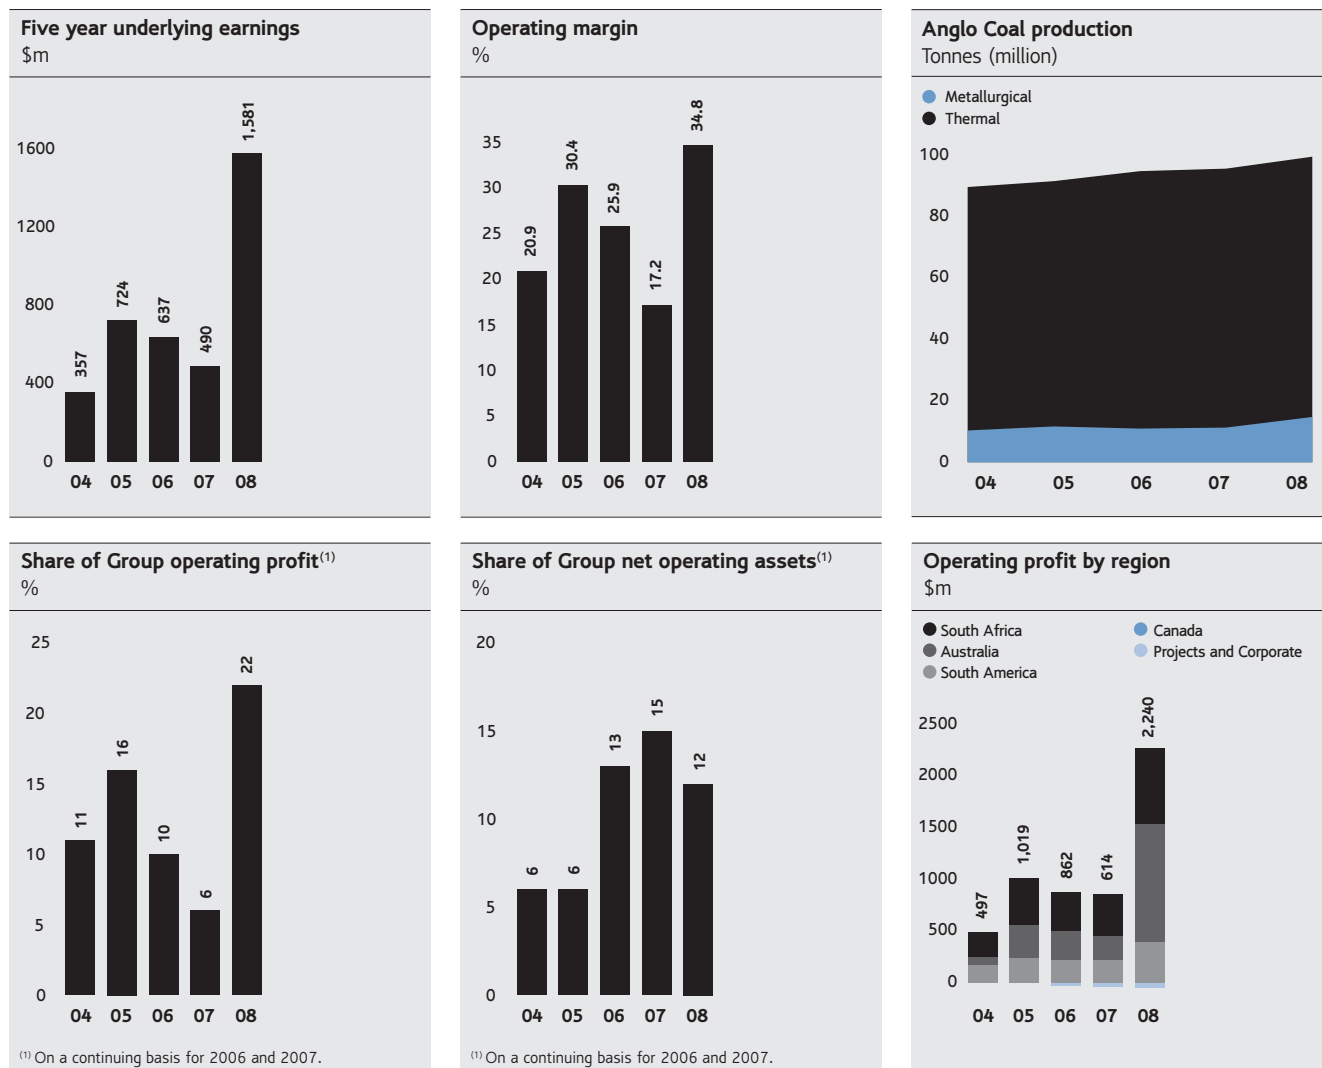 Five year underlying earnings
$m
1,581
1600
1200
800
724
637
490
400
357
0
04 05 06 07 08
Operating margin
%
34.8
35
30.4
30
25.9
25
20.9
20
17.2
15
10
5
0
04 05 06 07 08
Anglo Coal production
Tonnes (million)
Metallurgical
Thermal
100
80
60
40
20
0
04 05 06 07 08
Share of Group operating profit(1)
%
25
22
20
16
15
11
10
10
6
5
0
04 05 06 07 08
(1) On a continuing basis for 2006 and 2007.
Share of Group net operating assets(1)
%
20
15
15
13
12
10
6
6
5
0
04 05 06 07 08
(1) On a continuing basis for 2006 and 2007.
Operating profit by region
$m
South Africa
Australia
South America
Canada
Projects and Corporate
2,240
2500
2000
1500
1,019
862
614
1000
497
500
0
04 05 06 07 08